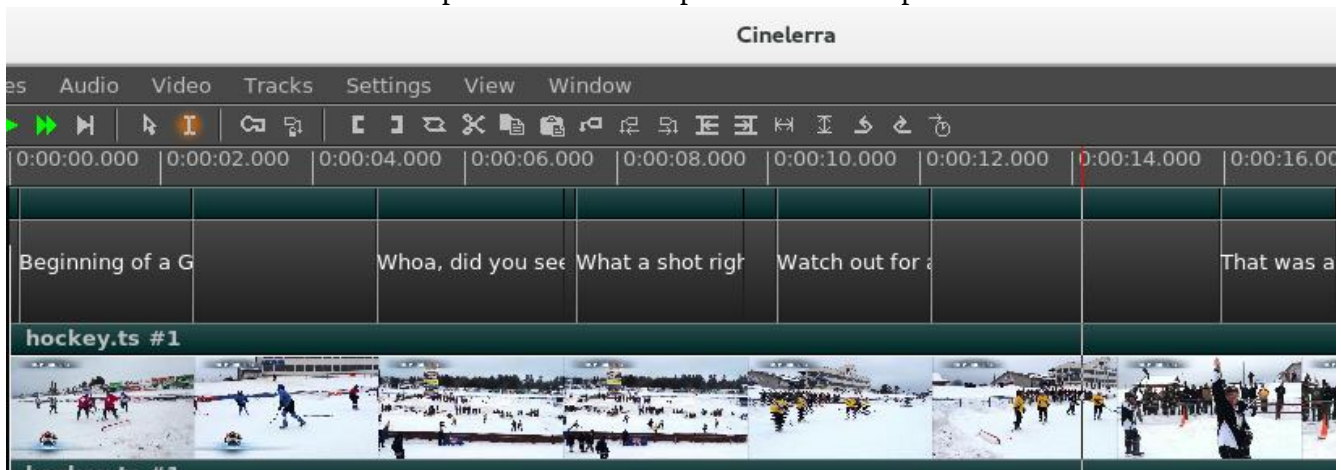 Cinelerra
es Audio Video Tracks Settings View Window
0:00:00.000 0:00:02.000 0:00:04.000 0:00:06.000 0:00:08.000 0:00:10.000 0:00:12.000 0:00:14.000 0:00:16.00
Beginning of a G Whoa, did you see What a shot righ Watch out for a That was a
hockey.ts #1